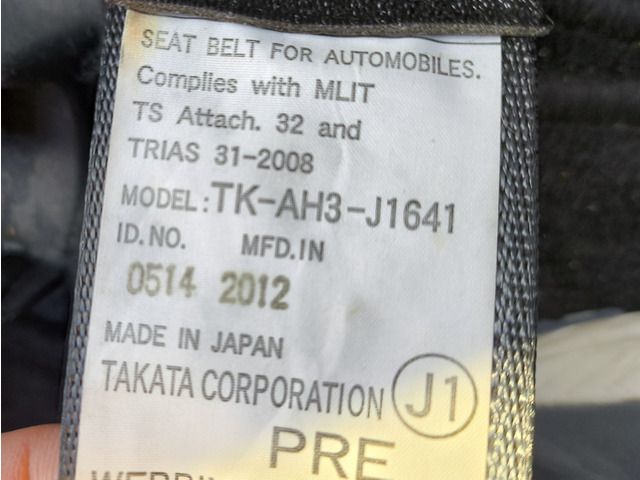 SEAT BELT FOR AUTOMOBILES.
Complies with MLIT
TS Attach. 32 and
TRIAS 31-2008
MODEL: TK-AH3-J1641
ID.NO. MFD.IN
0514 2012
MADE IN JAPAN
TAKATA CORPORATION J1
PRE